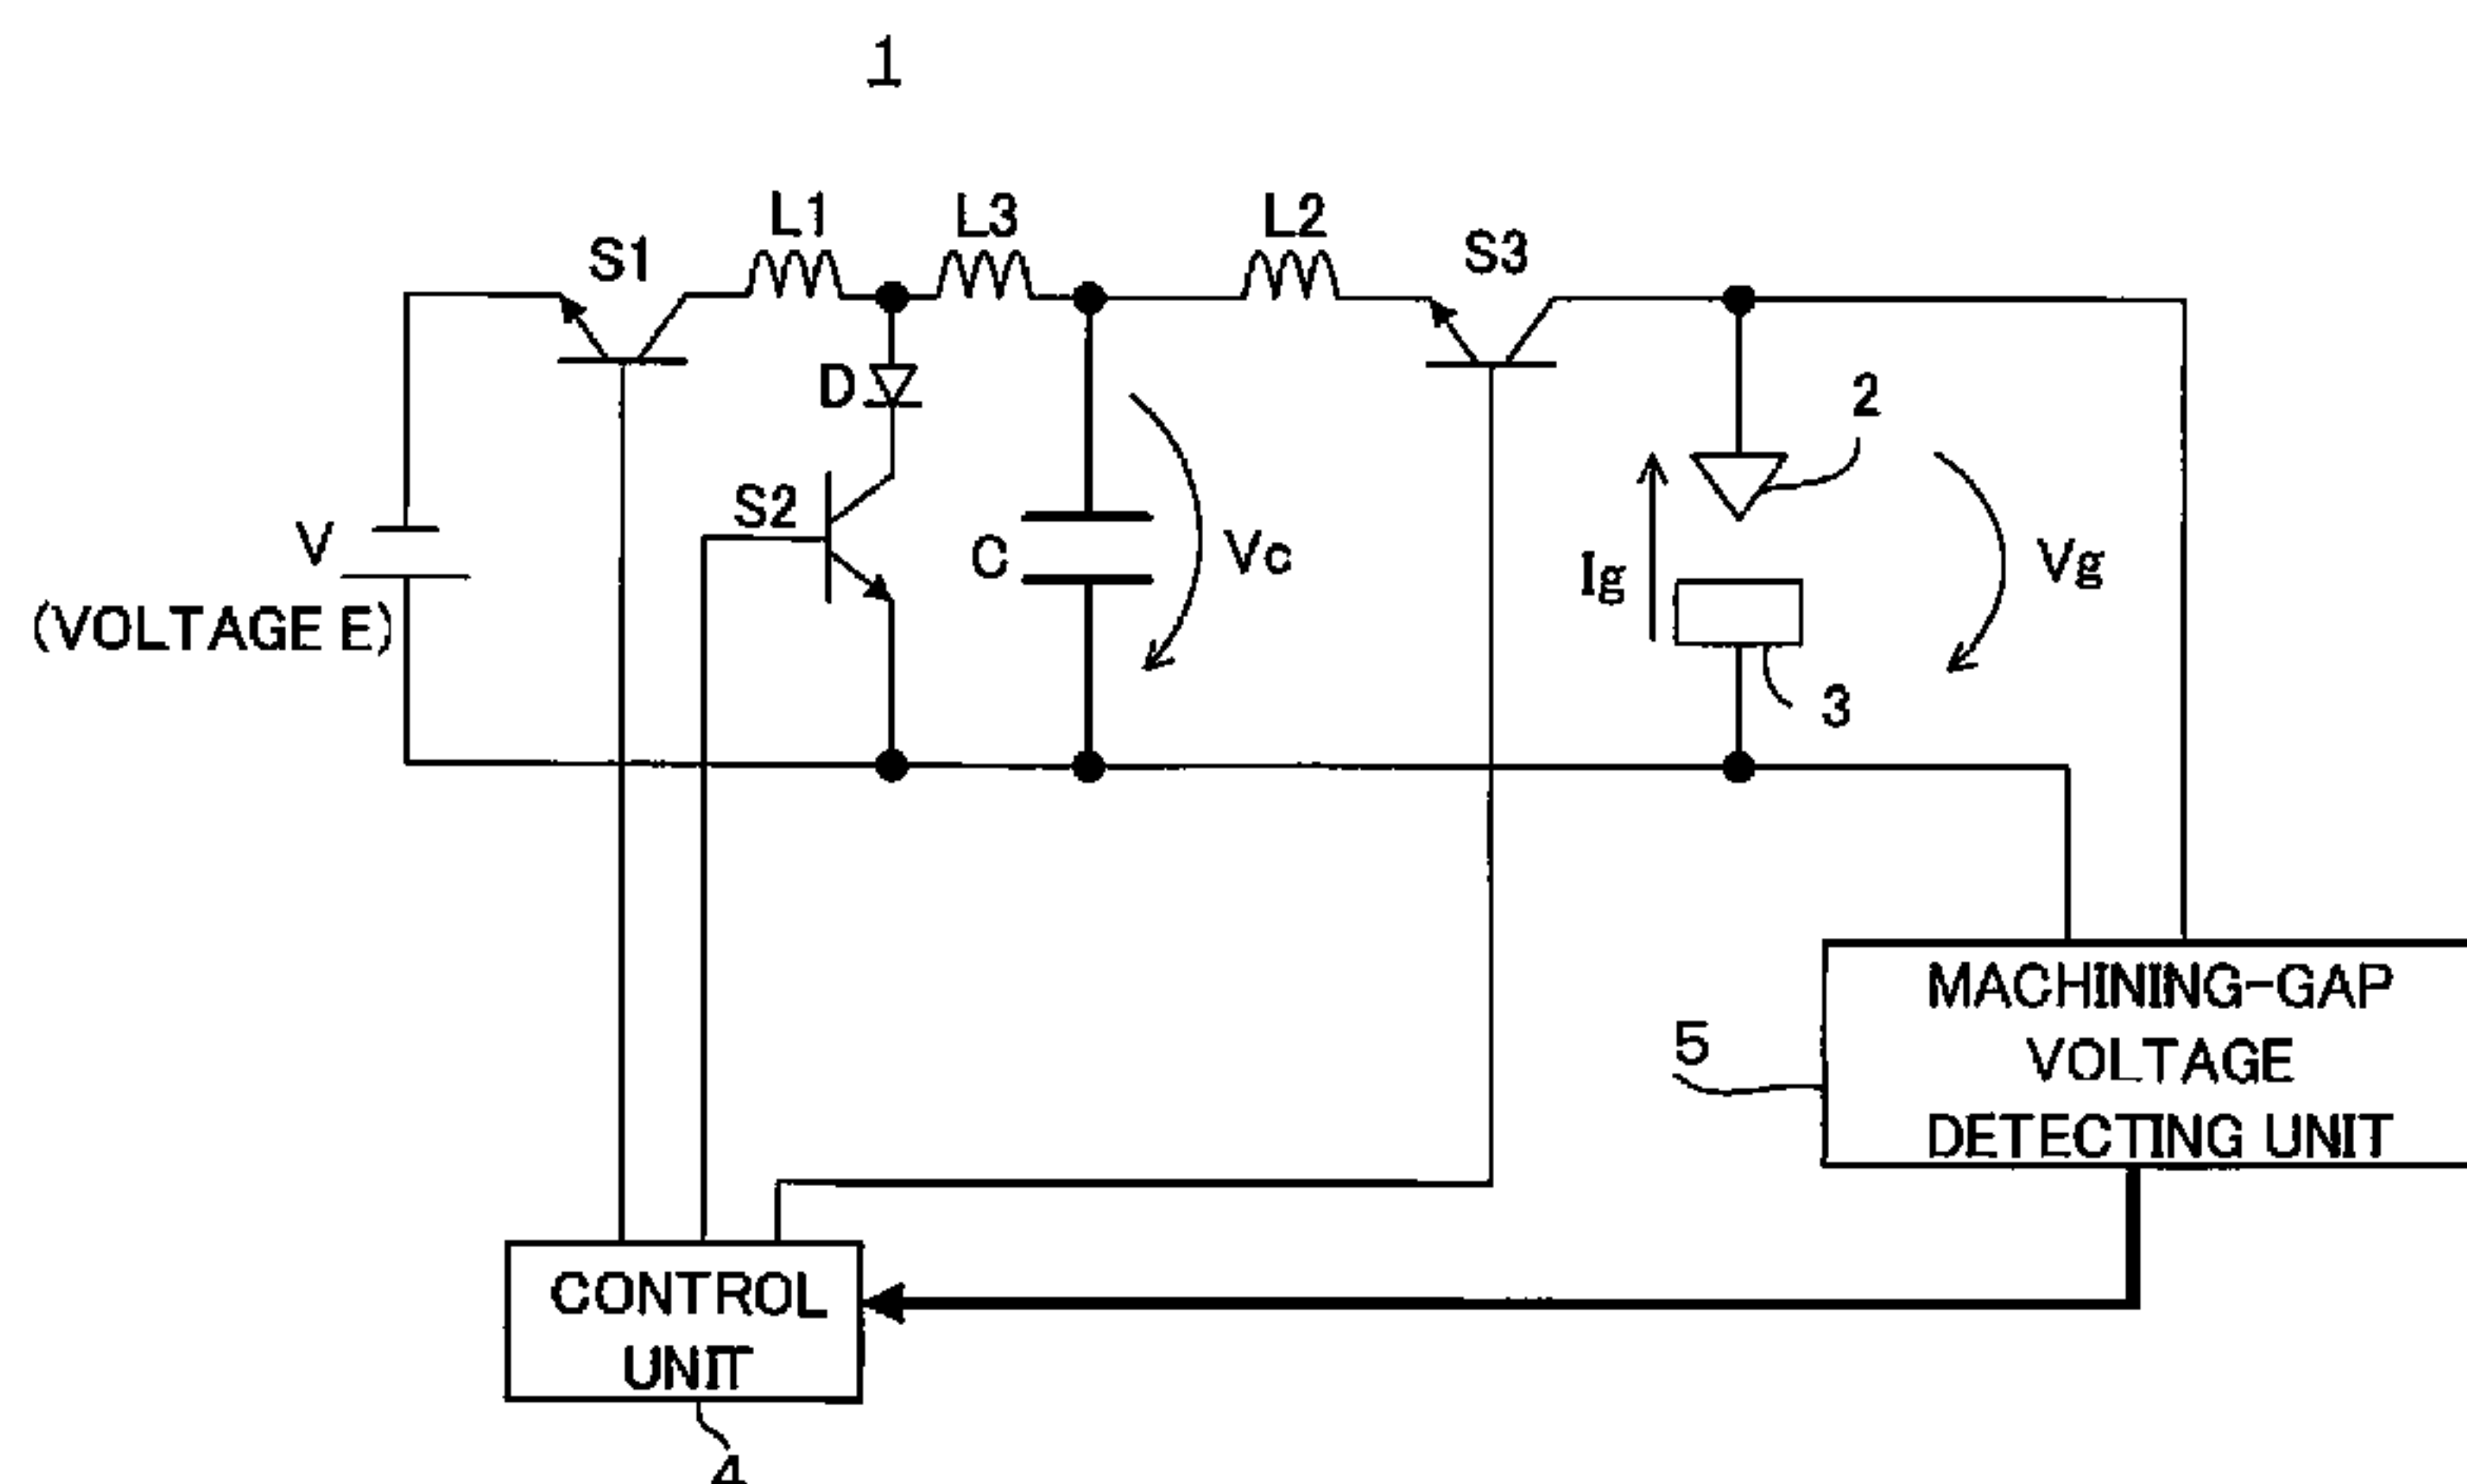 1
L1
L3
L2
S1
S3
D
2
S2
V
C
Vc
Ig
Vg
(VOLTAGE E)
3
MACHINING-GAP
VOLTAGE
DETECTING UNIT
5
CONTROL
UNIT
4